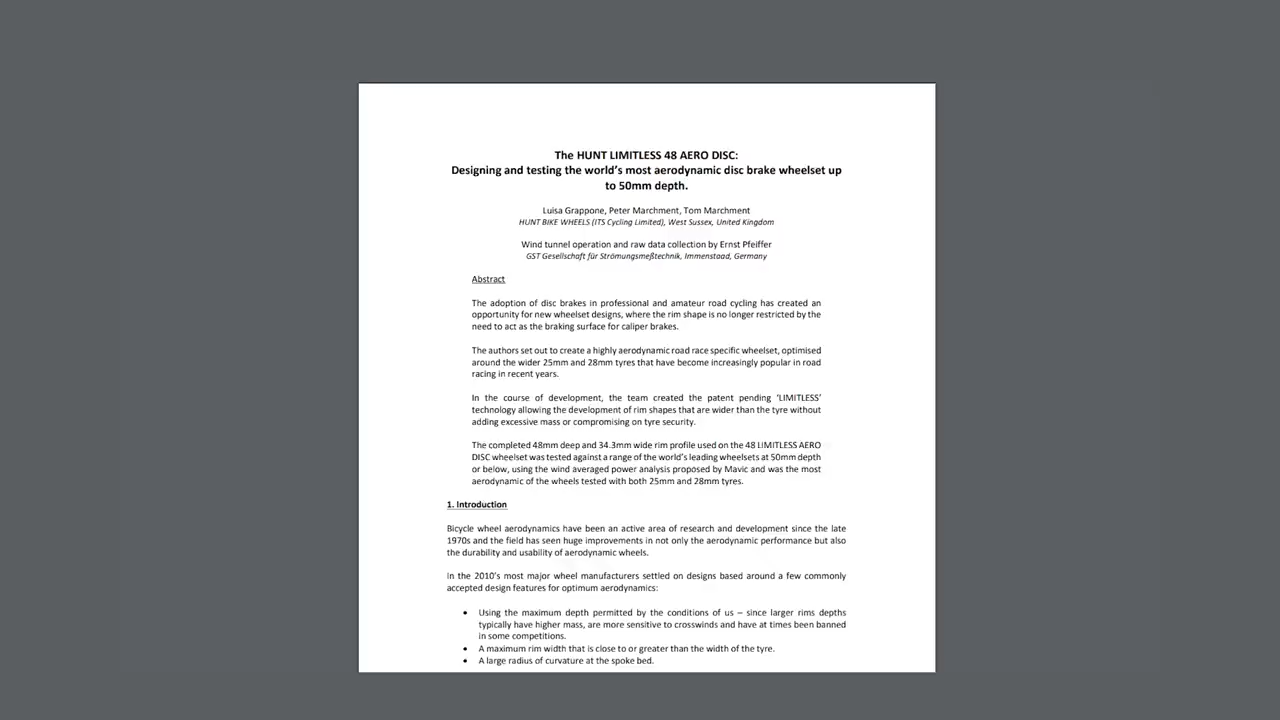 The HUNT LIMITLESS 48 AERO DISC:
Designing and testing the world's most aerodynamic disc brake wheelset up
to 50mm depth.
Luisa Grappone, Peter Marchment, Tom Marchment
HUNT BIKE WHEELS (ITS Cycling Limited), West Sussex, United Kingdom
Wind tunnel operation and raw data collection by Ernst Pfeiffer
GST Gesellschaft für Strömungsmeßtechnik, Immenstaad, Germany
Abstract
The adoption of disc brakes in professional and amateur road cycling has created an
opportunity for new wheelset designs, where the rim shape is no longer restricted by the
need to act as the braking surface for caliper brakes.
The authors set out to create a highly aerodynamic road race specific wheelset, optimised
around the wider 25mm and 28mm tyres that have become increasingly popular in road
racing in recent years.
In the course of development, the team created the patent pending 'LIMITLESS'
technology allowing the development of rim shapes that are wider than the tyre without
adding excessive mass or compromising on tyre security.
The completed 48mm deep and 34.3mm wide rim profile used on the 48 LIMITLESS AERO
DISC wheelset was tested against a range of the world's leading wheelsets at 50mm depth
or below, using the wind averaged power analysis proposed by Mavic and was the most
aerodynamic of the wheels tested with both 25mm and 28mm tyres.
1. Introduction
Bicycle wheel aerodynamics have been an active area of research and development since the late
1970s and the field has seen huge improvements in not only the aerodynamic performance but also
the durability and usability of aerodynamic wheels.
In the 2010's most major wheel manufacturers settled on designs based around a few commonly
accepted design features for optimum aerodynamics:
• Using the maximum depth permitted by the conditions of us – since larger rims depths
typically have higher mass, are more sensitive to crosswinds and have at times been banned
in some competitions.
• A maximum rim width that is close to or greater than the width of the tyre.
• A large radius of curvature at the spoke bed.